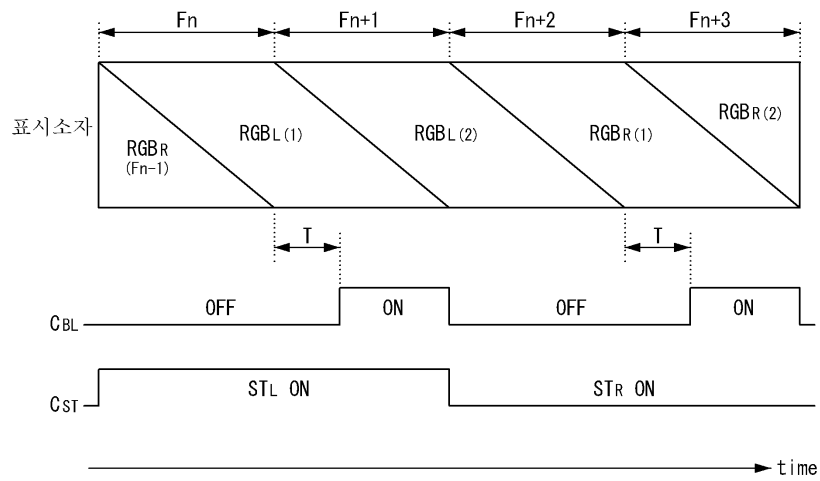 Fn Fn+1 Fn+2 Fn+3
표시소자
RGBR (Fn-1)
RGBL(1)
RGBL(2)
RGBR(1)
RGBR(2)
T T
CBL OFF ON OFF ON
CST STL ON STR ON
time